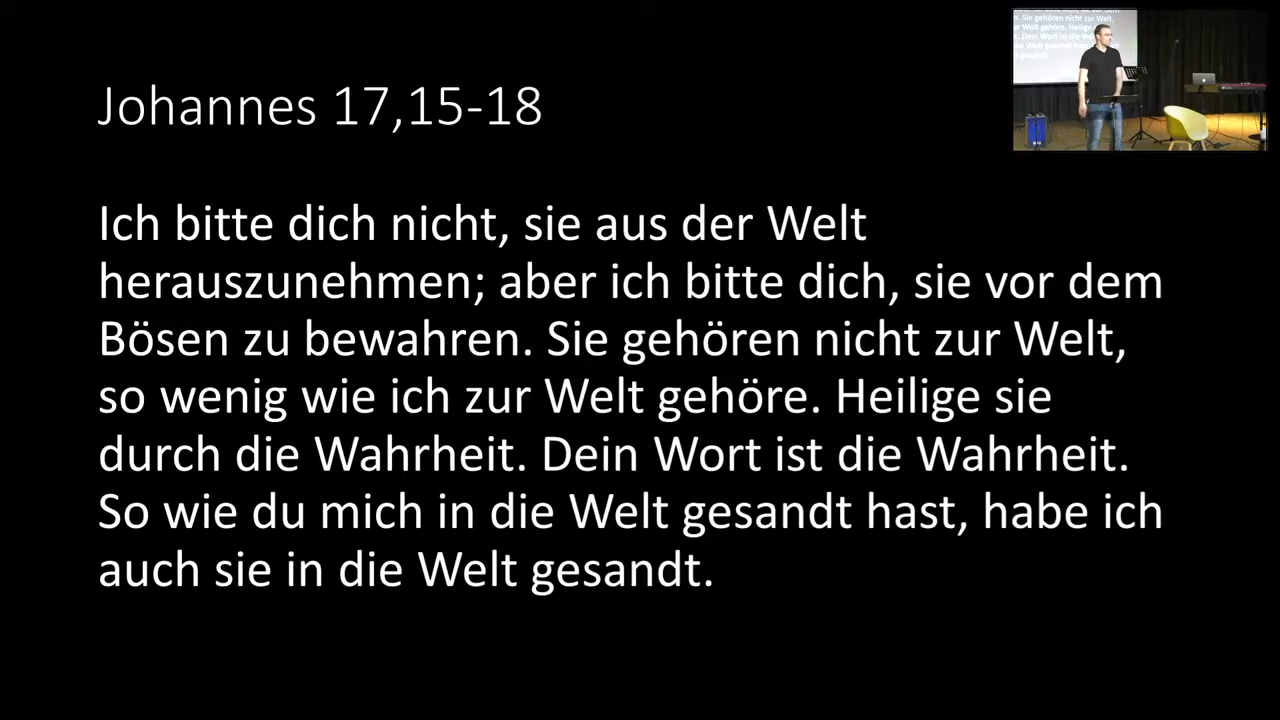 Johannes 17,15-18
Ich bitte dich nicht, sie aus der Welt
herauszunehmen; aber ich bitte dich, sie vor dem
Bösen zu bewahren. Sie gehören nicht zur Welt,
so wenig wie ich zur Welt gehöre. Heilige sie
durch die Wahrheit. Dein Wort ist die Wahrheit.
So wie du mich in die Welt gesandt hast, habe ich
auch sie in die Welt gesandt.